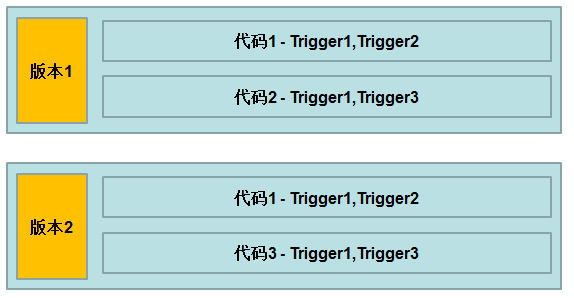 版本1
代码1 - Trigger1,Trigger2
代码2 - Trigger1,Trigger3
版本2
代码1 - Trigger1,Trigger2
代码3 - Trigger1,Trigger3